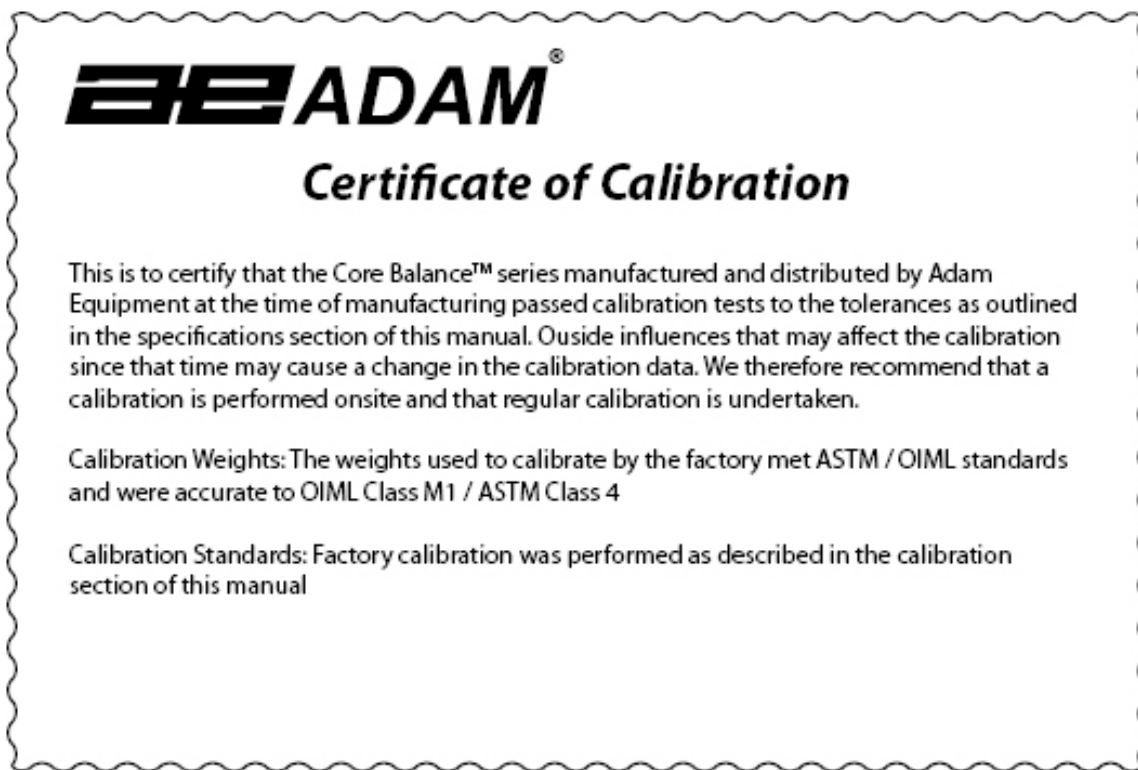 ae ADAM®
Certificate of Calibration
This is to certify that the Core Balance™ series manufactured and distributed by Adam
Equipment at the time of manufacturing passed calibration tests to the tolerances as outlined
in the specifications section of this manual. Ouside influences that may affect the calibration
since that time may cause a change in the calibration data. We therefore recommend that a
calibration is performed onsite and that regular calibration is undertaken.
Calibration Weights: The weights used to calibrate by the factory met ASTM / OIML standards
and were accurate to OIML Class M1 / ASTM Class 4
Calibration Standards: Factory calibration was performed as described in the calibration
section of this manual